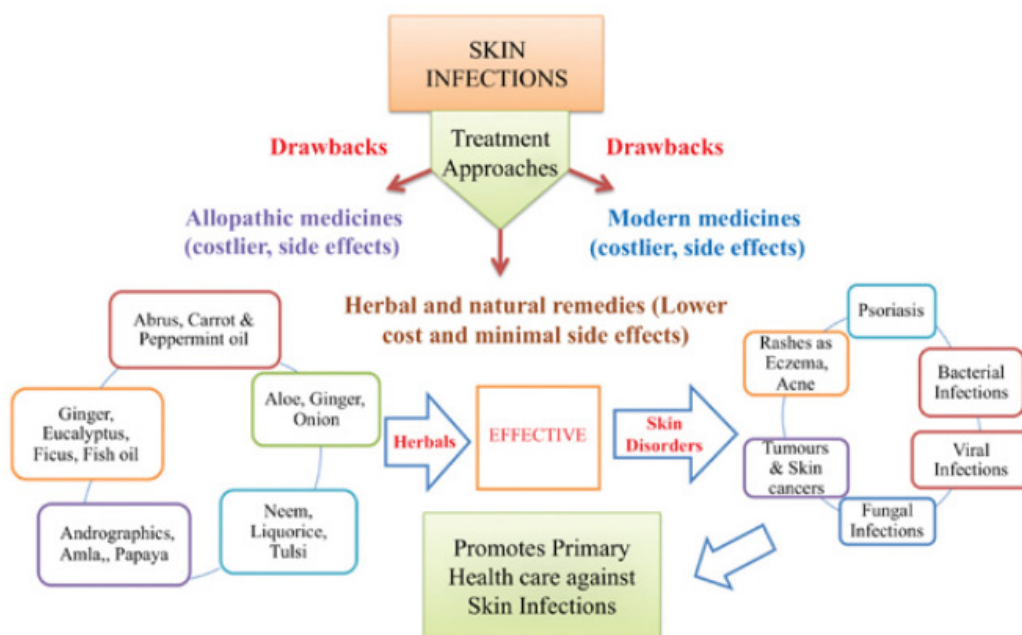 SKIN
INFECTIONS
Treatment
Approaches
Drawbacks
Drawbacks
Allopathic medicines
(costlier, side effects)
Modern medicines
(costlier, side effects)
Herbal and natural remedies (Lower
cost and minimal side effects)
Abrus, Carrot &
Peppermint oil
Aloe, Ginger,
Onion
Neem,
Liquorice,
Tulsi
Andrographics,
Amla,, Papaya
Ginger,
Eucalyptus,
Ficus, Fish oil
Herbals
EFFECTIVE
Skin
Disorders
Psoriasis
Bacterial
Infections
Viral
Infections
Fungal
Infections
Tumours
& Skin
cancers
Rashes as
Eczema,
Acne
Promotes Primary
Health care against
Skin Infections